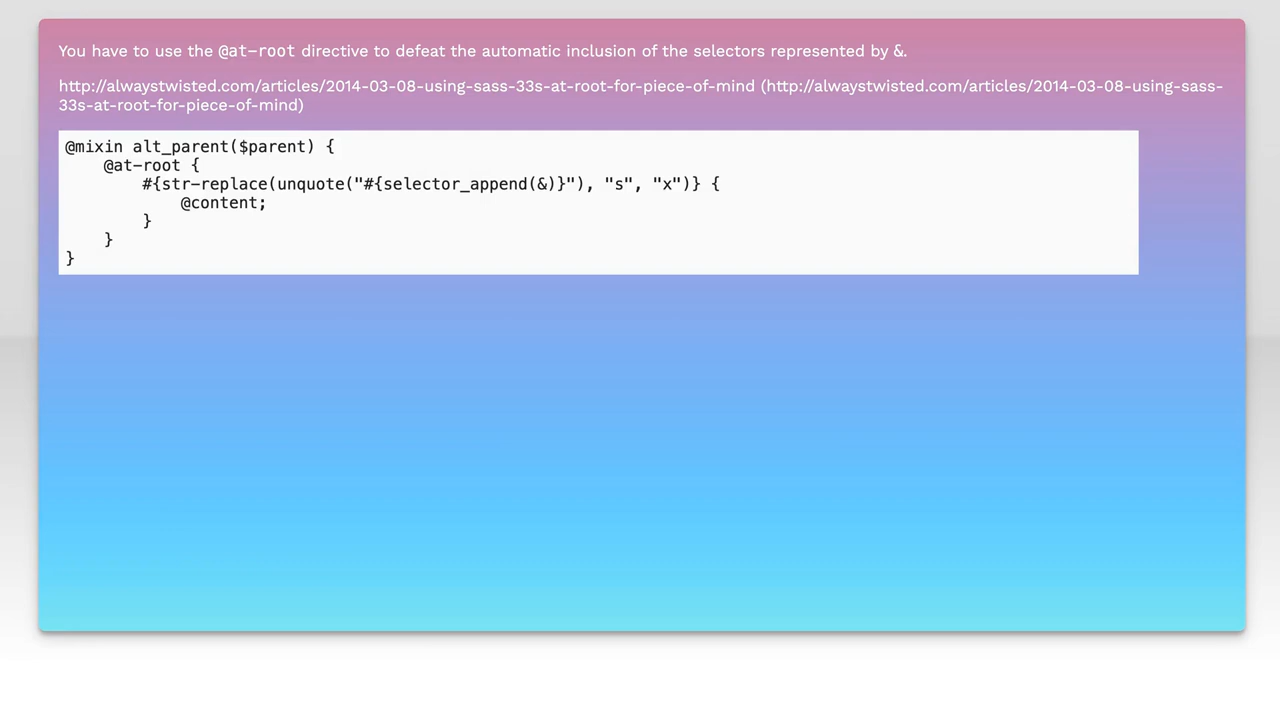 You have to use the @at-root directive to defeat the automatic inclusion of the selectors represented by &.
http://alwaystwisted.com/articles/2014-03-08-using-sass-33s-at-root-for-piece-of-mind (http://alwaystwisted.com/articles/2014-03-08-using-sass-
33s-at-root-for-piece-of-mind)
@mixin alt_parent($parent) {
    @at-root {
        #{str-replace(unquote("#{selector_append(&)}"), "s", "x")} {
            @content;
        }
    }
}